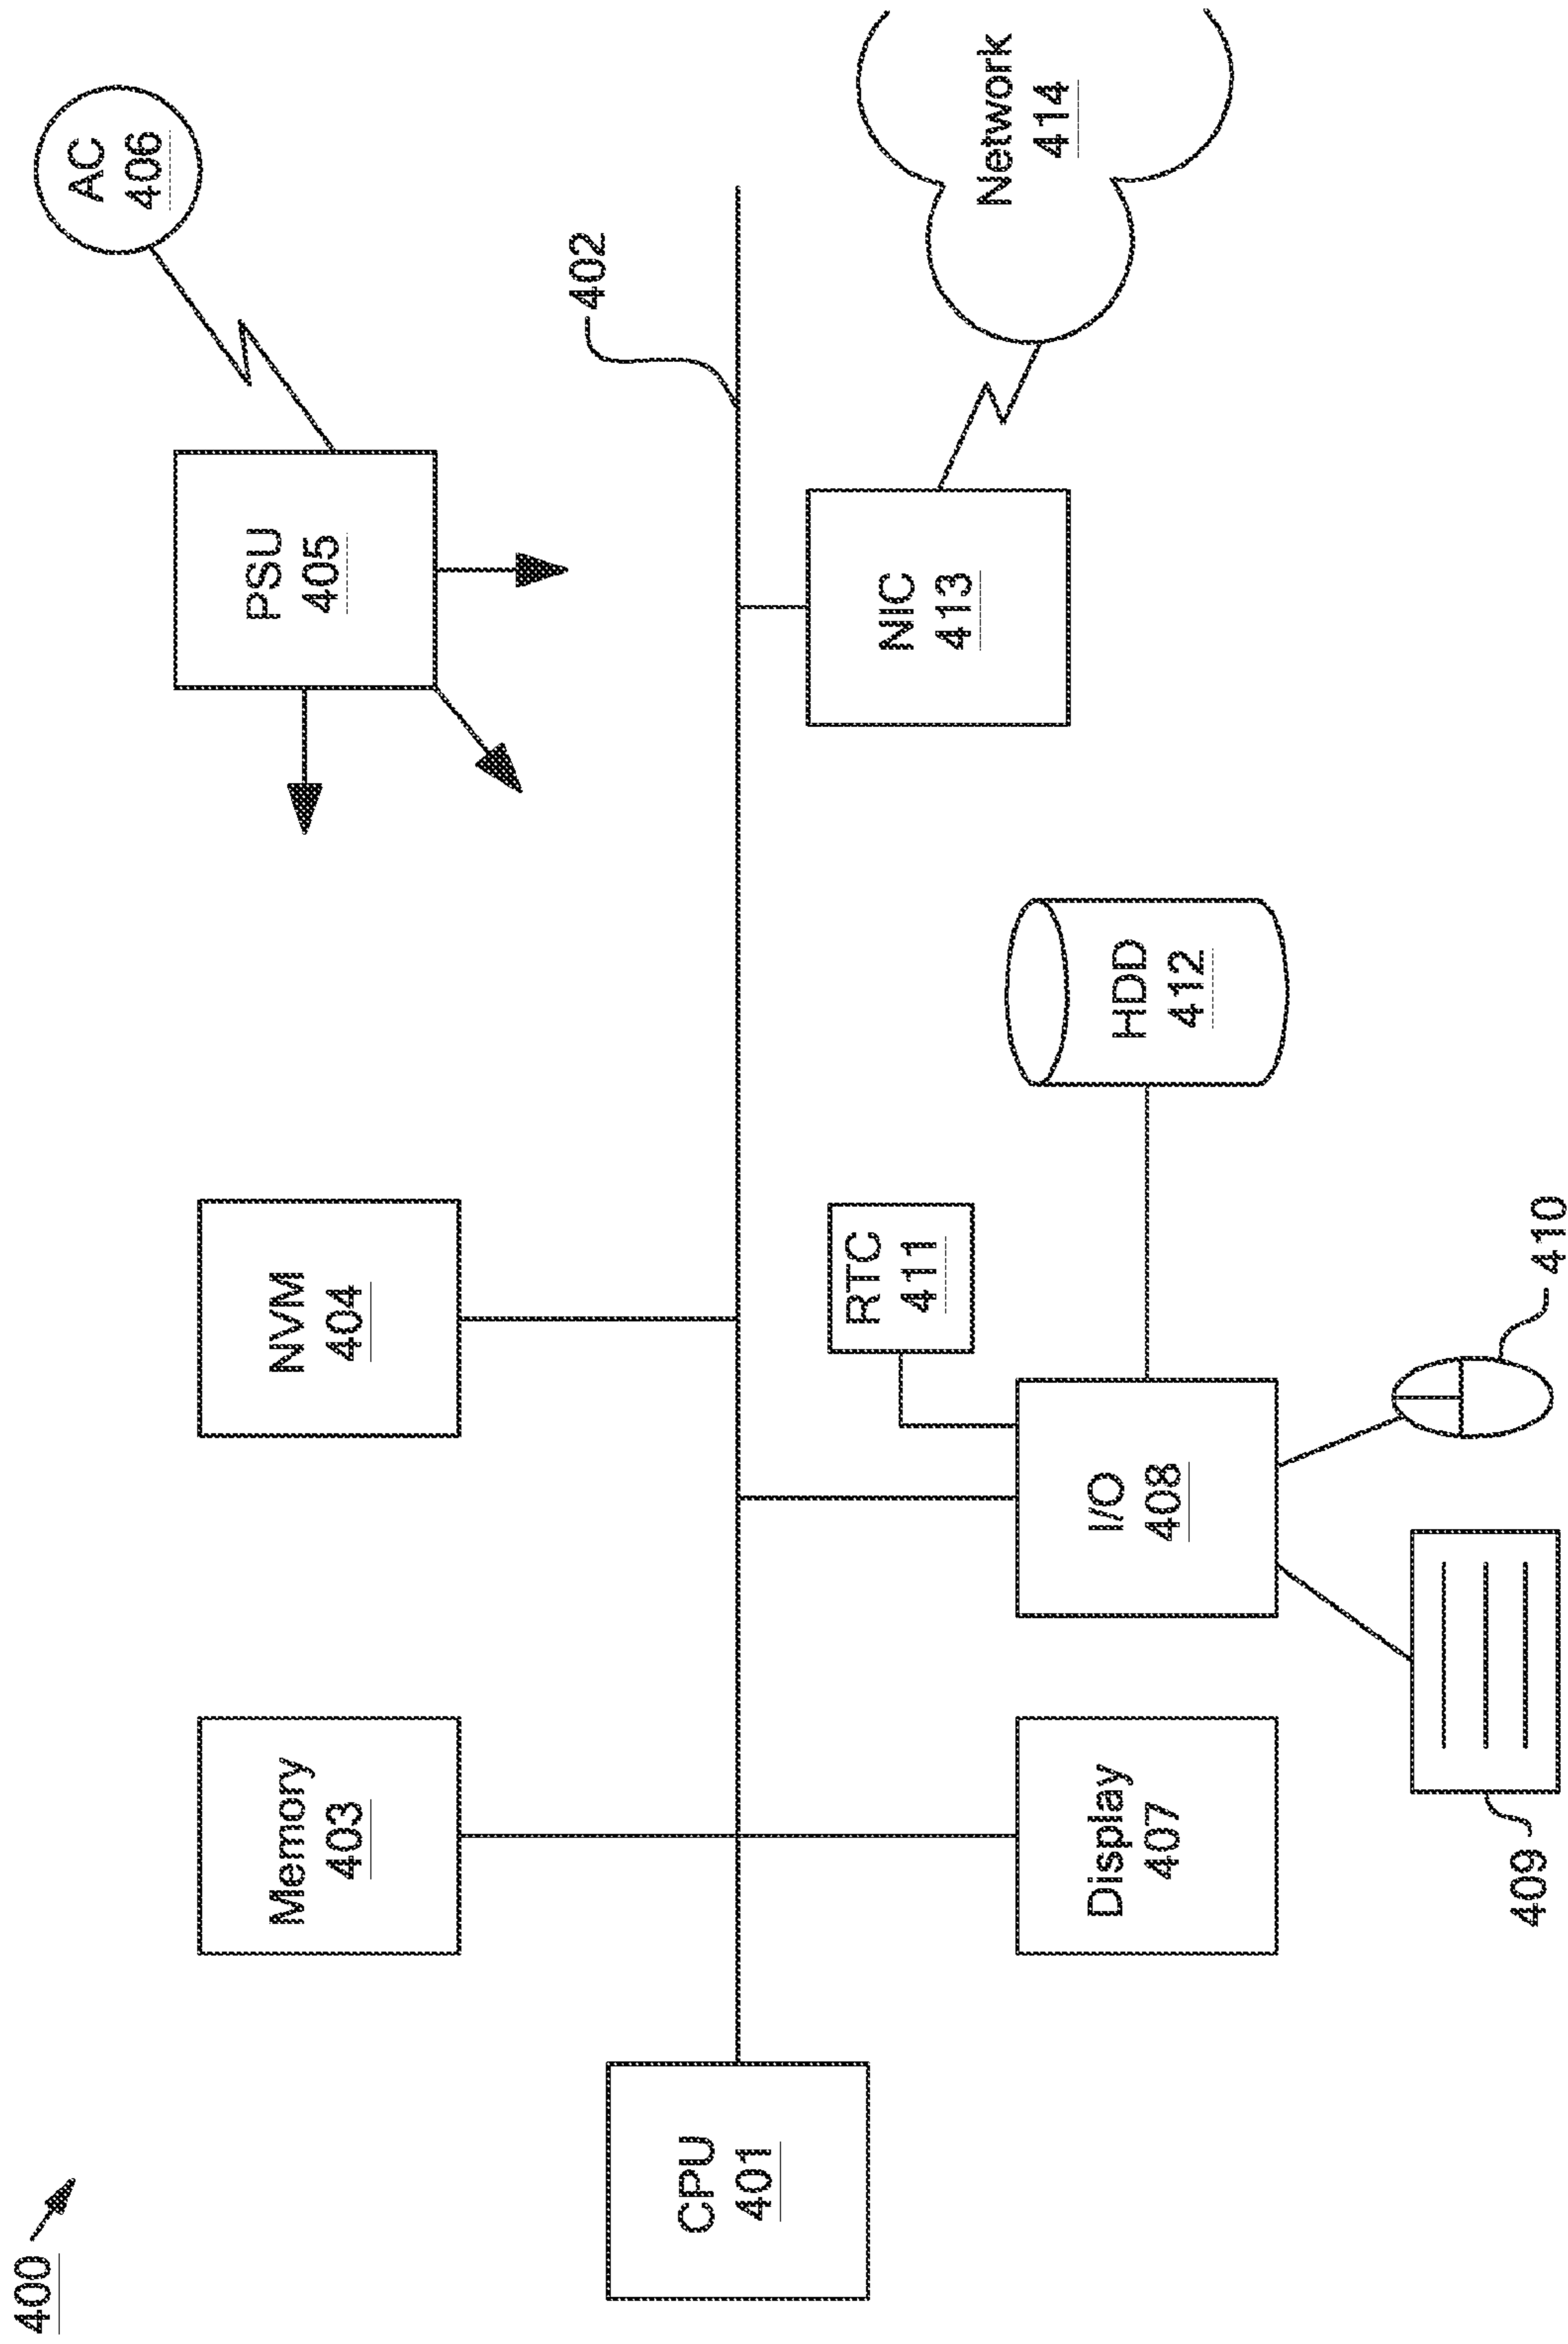 400
AC
406
PSU
405
402
Memory
403
NVM
404
CPU
401
Display
407
I/O
408
RTC
411
HDD
412
NIC
413
Network
414
409
410